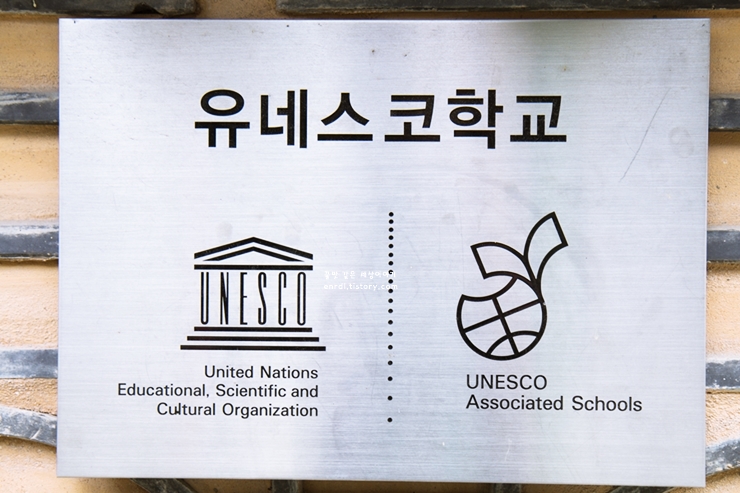 유네스코학교
UNESCO
United Nations
Educational, Scientific and
Cultural Organization
UNESCO
Associated Schools